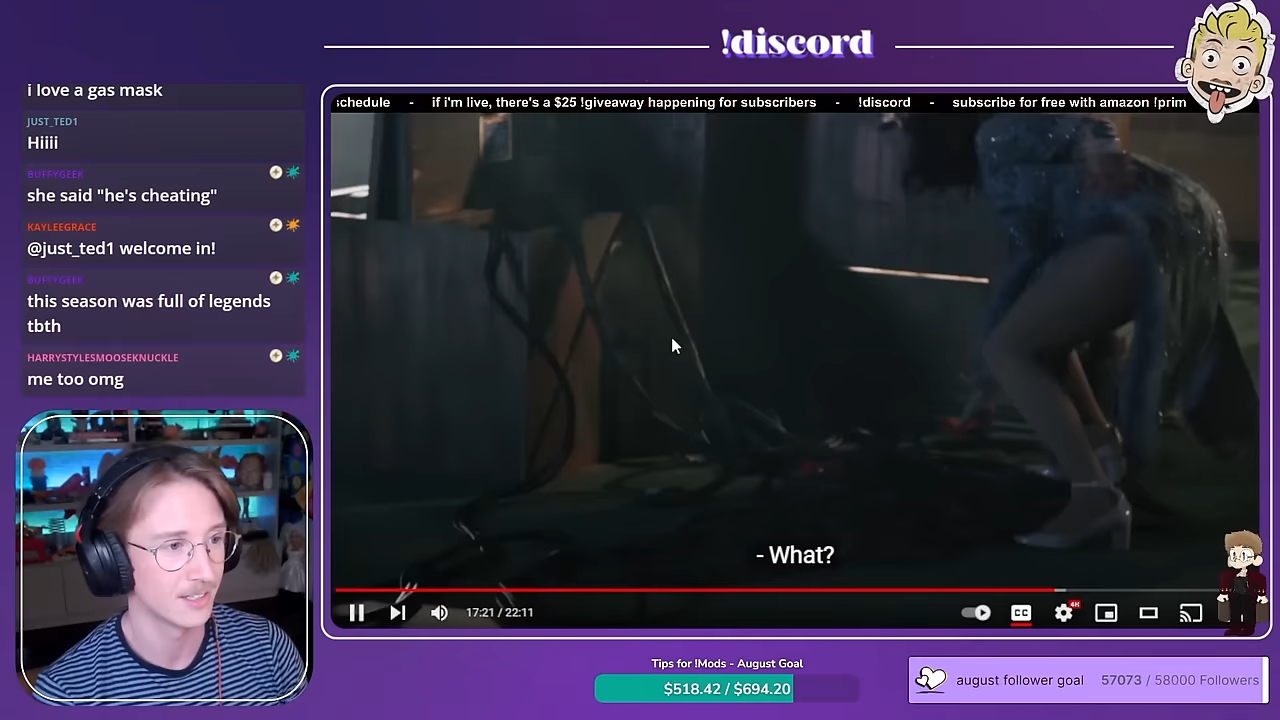 !discord
chedule - if i'm live, there's a $25 !giveaway happening for subscribers - !discord - subscribe for free with amazon !prim
i love a gas mask
JUST_TED1
Hiiii
BUFFYGEEK
she said "he's cheating"
KAYLEEGRACE
@just_ted1 welcome in!
BUFFYGEEK
this season was full of legends
tbth
HARRYSTYLESMOOSEKNUCKLE
me too omg
- What?
17:21 / 22:11
CC
4K
Tips for !Mods - August Goal
$518.42 / $694.20
august follower goal 57073 / 58000 Followers